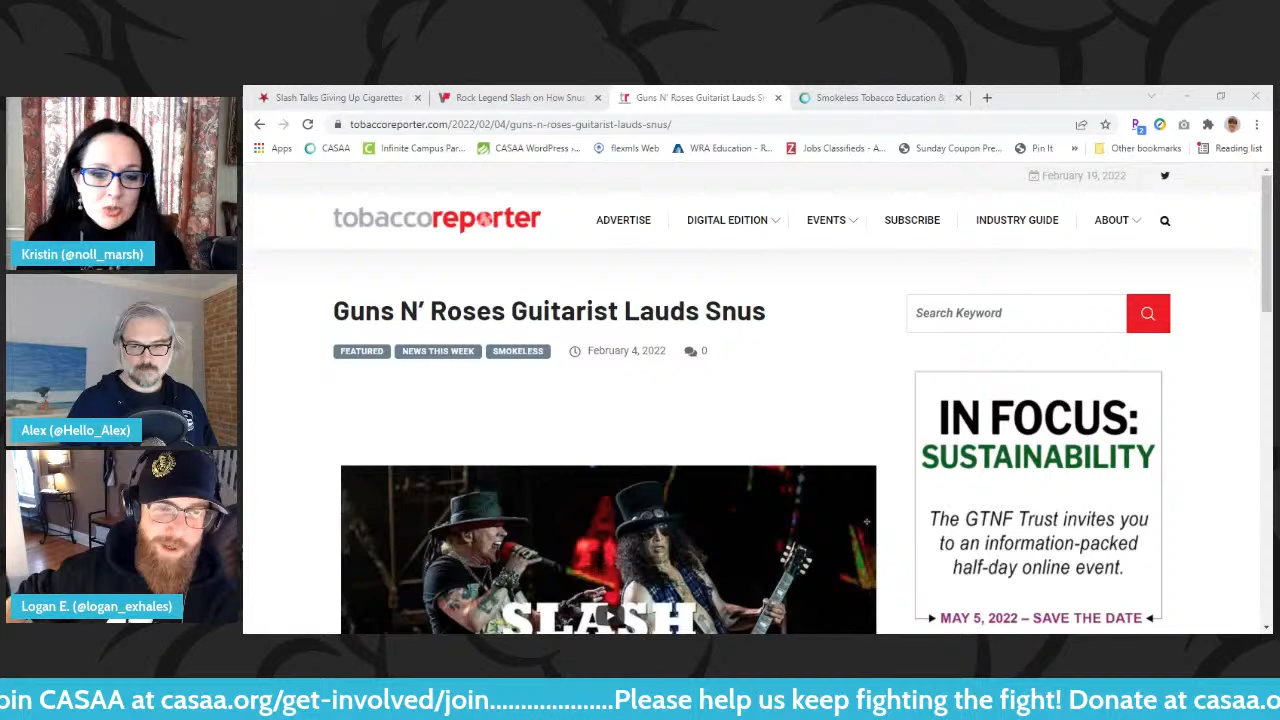 Slash Talks Giving Up Cigarettes &
Rock Legend Slash on How Snus
Guns N' Roses Guitarist Lauds Sn
Smokeless Tobacco Education &
tobaccoreporter.com/2022/02/04/guns-n-roses-guitarist-lauds-snus/
Apps
CASAA
Infinite Campus Par...
CASAA WordPress ›...
flexmls Web
WRA Education - R...
Jobs Classifieds - A...
Sunday Coupon Pre...
Pin It
»
Other bookmarks
Reading list
February 19, 2022
tobaccoreporter
ADVERTISE
DIGITAL EDITION
EVENTS
SUBSCRIBE
INDUSTRY GUIDE
ABOUT
Guns N’ Roses Guitarist Lauds Snus
Search Keyword
FEATURED
NEWS THIS WEEK
SMOKELESS
February 4, 2022
0
IN FOCUS:
SUSTAINABILITY
The GTNF Trust invites you
to an information-packed
half-day online event.
MAY 5, 2022 – SAVE THE DATE
SLASH
Kristin (@noll_marsh)
Alex (@Hello_Alex)
Logan E. (@logan_exhales)
oin CASAA at casaa.org/get-involved/join....................Please help us keep fighting the fight! Donate at casaa.o